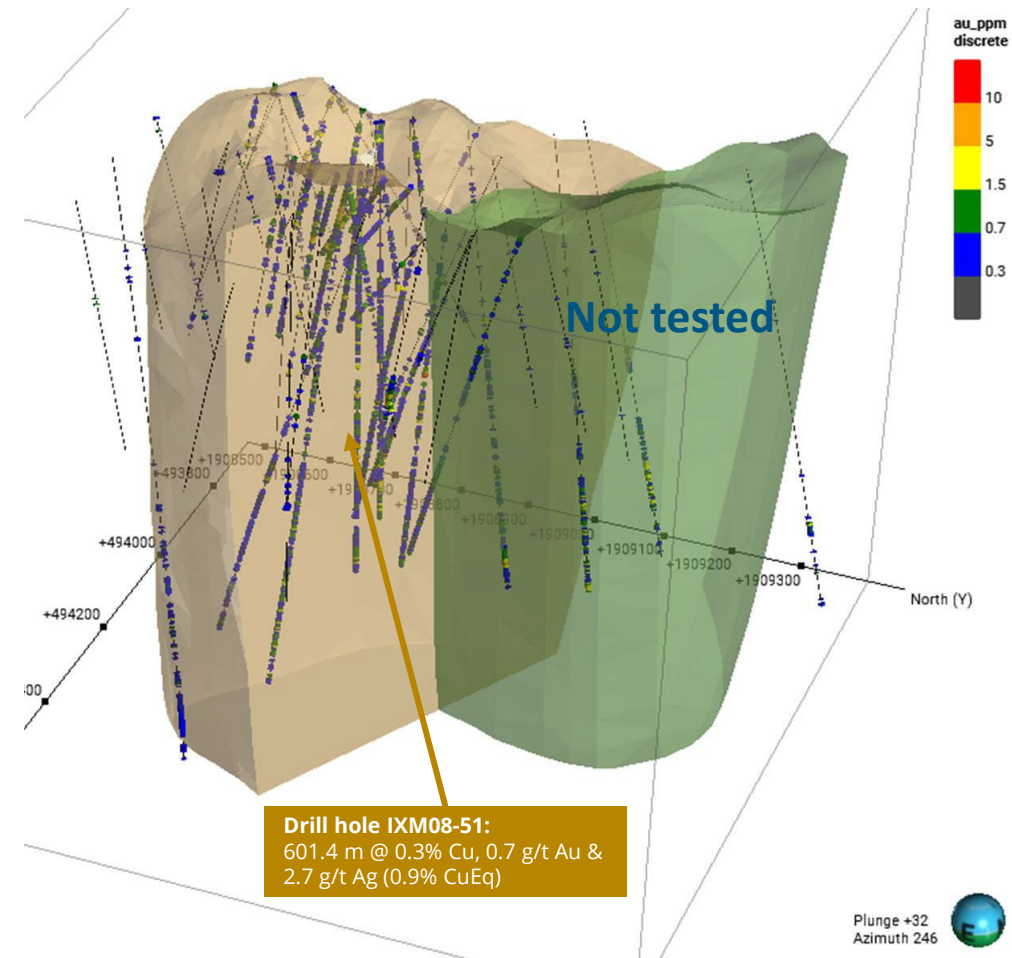 au_ppm
discrete
10
5
1.5
0.7
0.3
Not tested
+1908500
+493800
+494000
+1909100
+1909200
+1909300
+494200
North (Y)
Drill hole IXM08-51:
601.4 m @ 0.3% Cu, 0.7 g/t Au &
2.7 g/t Ag (0.9% CuEq)
Plunge +32
Azimuth 246
E